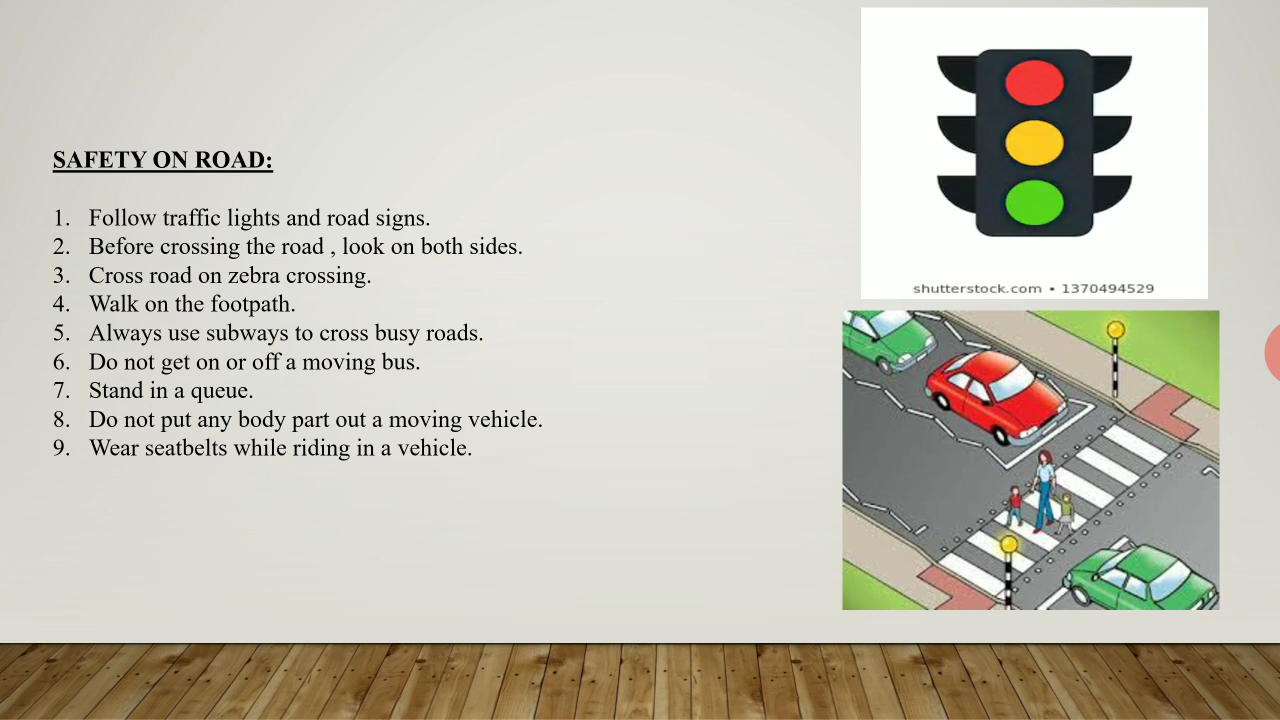 SAFETY ON ROAD:
1. Follow traffic lights and road signs.
2. Before crossing the road , look on both sides.
3. Cross road on zebra crossing.
4. Walk on the footpath.
5. Always use subways to cross busy roads.
6. Do not get on or off a moving bus.
7. Stand in a queue.
8. Do not put any body part out a moving vehicle.
9. Wear seatbelts while riding in a vehicle.
shutterstock.com • 1370494529